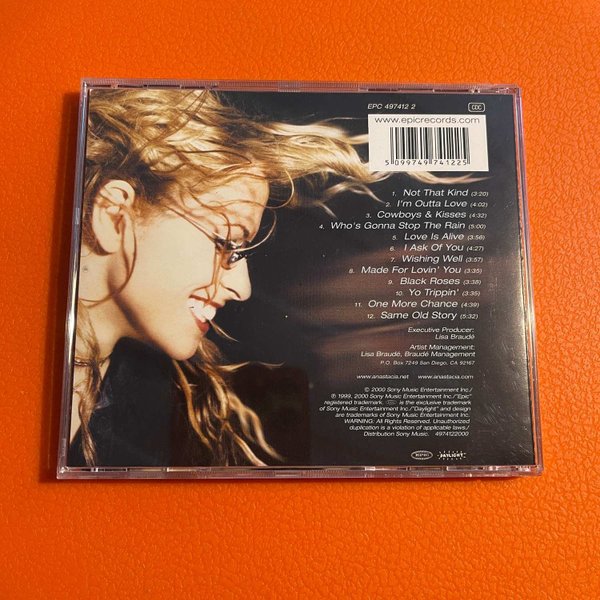 EPC 497412 2
www.epicrecords.com
5 099749 741225
1. Not That Kind (3:20)
2. I'm Outta Love (4:02)
3. Cowboys & Kisses (4:32)
4. Who's Gonna Stop The Rain (5:00)
5. Love Is Alive (3:56)
6. I Ask Of You (4:27)
7. Wishing Well (3:57)
8. Made For Lovin' You (3:35)
9. Black Roses (3:38)
10. Yo Trippin' (3:35)
11. One More Chance (4:39)
12. Same Old Story (5:32)
Executive Producer:
Lisa Braudé
Artist Management:
Lisa Braudé, Braudé Management
P.O. Box 7249 San Diego, CA 92167
www.anastacia.net www.anastacia.com
© 2000 Sony Music Entertainment Inc./
℗ 1999, 2000 Sony Music Entertainment Inc./"Epic"
registered trademark. is the exclusive trademark
of Sony Music Entertainment Inc./"Daylight" and design
are trademarks of Sony Music Entertainment Inc.
WARNING: All Rights Reserved. Unauthorized
duplication is a violation of applicable laws./
Distribution Sony Music. 4974122000
epic DAYLIGHT